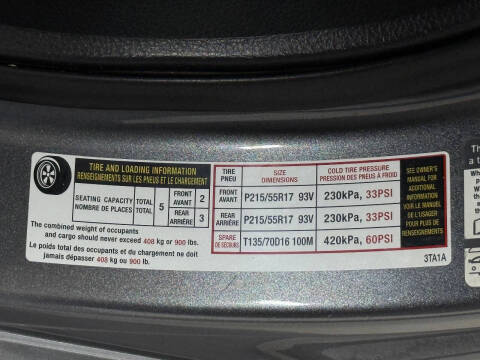 TIRE AND LOADING INFORMATION
RENSEIGNEMENTS SUR LES PNEUS ET LE CHARGEMENT
SEATING CAPACITY TOTAL 5 FRONT AVANT 2
NOMBRE DE PLACES TOTAL REAR ARRIÈRE 3
The combined weight of occupants
and cargo should never exceed 408 kg or 900 lbs.
Le poids total des occupants et du chargement ne doit
jamais dépasser 408 kg ou 900 lb.
TIRE PNEU SIZE DIMENSIONS COLD TIRE PRESSURE PRESSION DES PNEUS À FROID
FRONT AVANT P215/55R17 93V 230kPa, 33PSI
REAR ARRIÈRE P215/55R17 93V 230kPa, 33PSI
SPARE DE SECOURS T135/70D16 100M 420kPa, 60PSI
SEE OWNER'S
MANUAL FOR
ADDITIONAL
INFORMATION
VOIR LE MANUEL
DE L'USAGER
POUR PLUS DE
RENSEIGNEMENTS
3TA1A